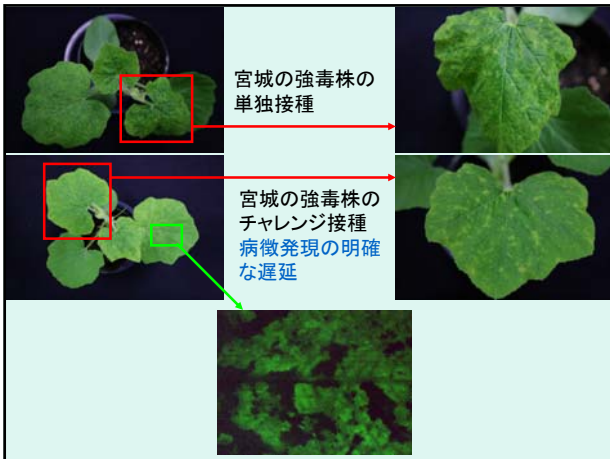 宮城の強毒株の
単独接種
宮城の強毒株の
チャレンジ接種
病徴発現の明確
な遅延